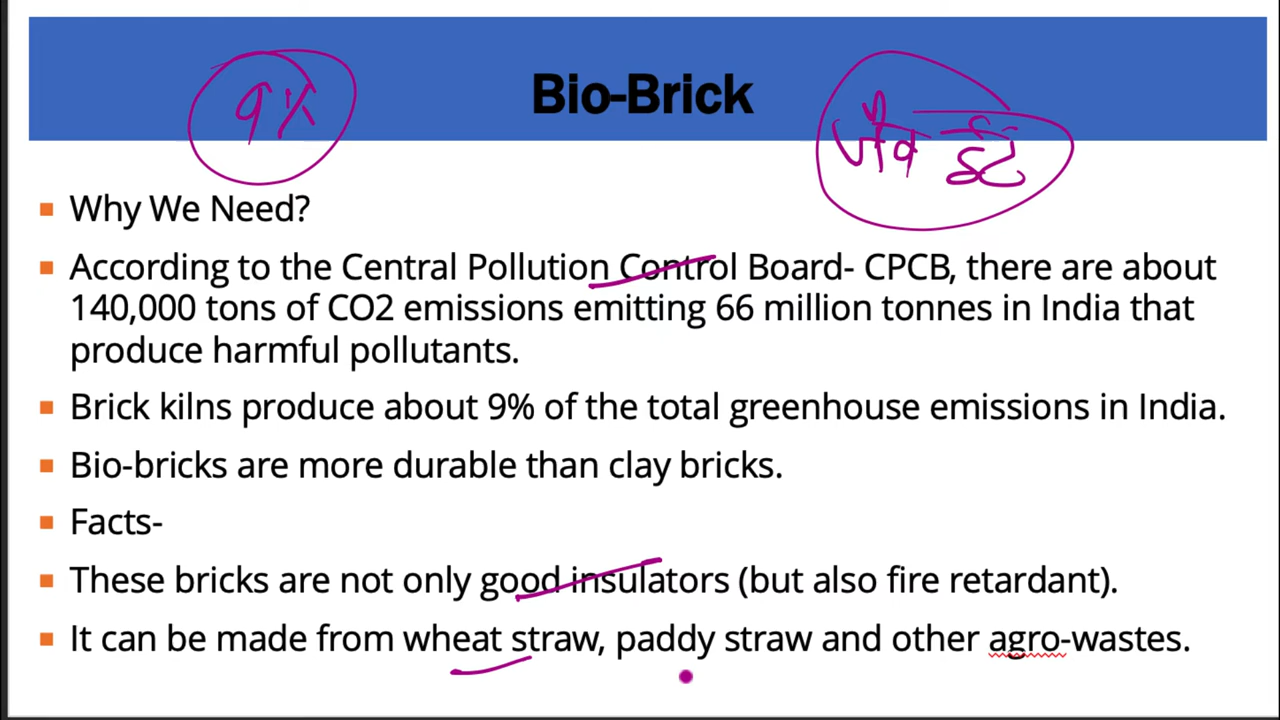 9%
Bio-Brick
Why We Need?
According to the Central Pollution Control Board- CPCB, there are about
140,000 tons of CO2 emissions emitting 66 million tonnes in India that
produce harmful pollutants.
Brick kilns produce about 9% of the total greenhouse emissions in India.
Bio-bricks are more durable than clay bricks.
Facts-
These bricks are not only good insulators (but also fire retardant).
It can be made from wheat straw, paddy straw and other agro-wastes.